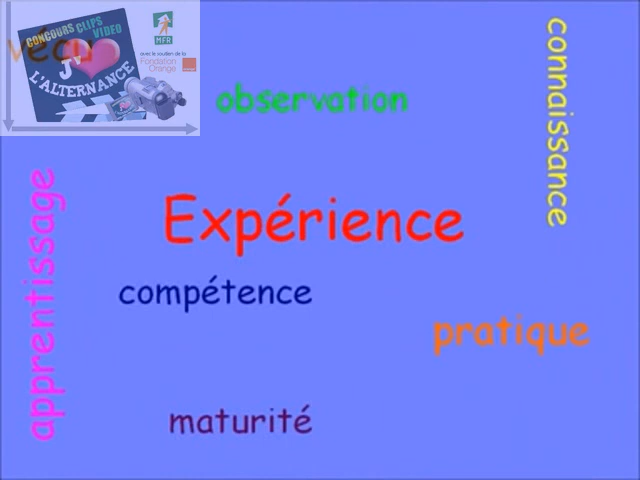 vécu
CONCOURS CLIPS
VIDEO
J'
L'ALTERNANCE
MFR
avec le soutien de la
Fondation
Orange
observation
connaissance
Expérience
apprentissage
compétence
pratique
maturité